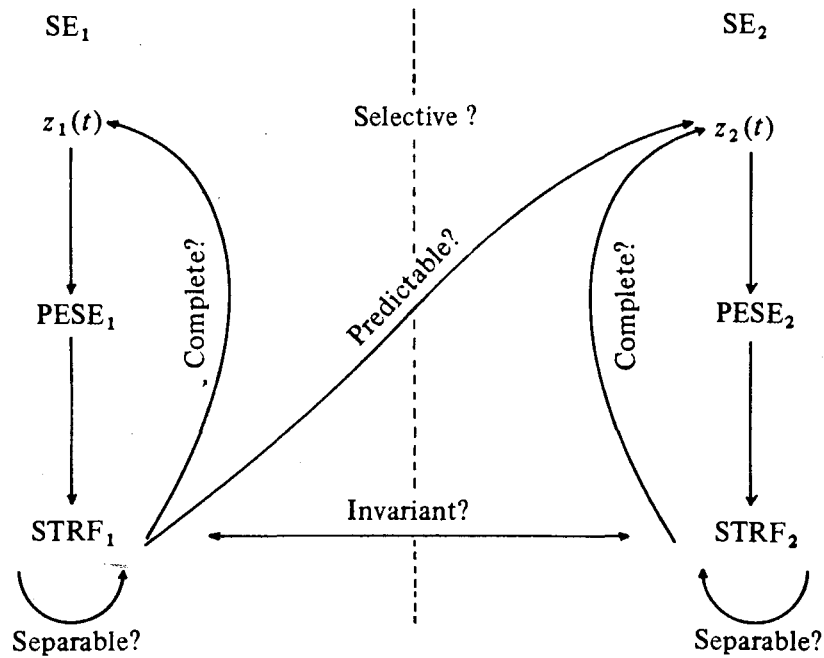 SE₁
SE₂
z₁(t)
Selective ?
z₂(t)
Complete?
Predictable?
Complete?
PESE₁
PESE₂
Invariant?
STRF₁
STRF₂
Separable?
Separable?